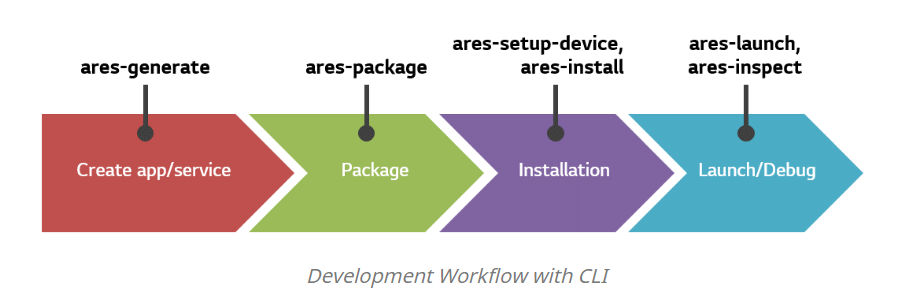 ares-generate
ares-package
ares-setup-device,
ares-install
ares-launch,
ares-inspect
Create app/service
Package
Installation
Launch/Debug
Development Workflow with CLI